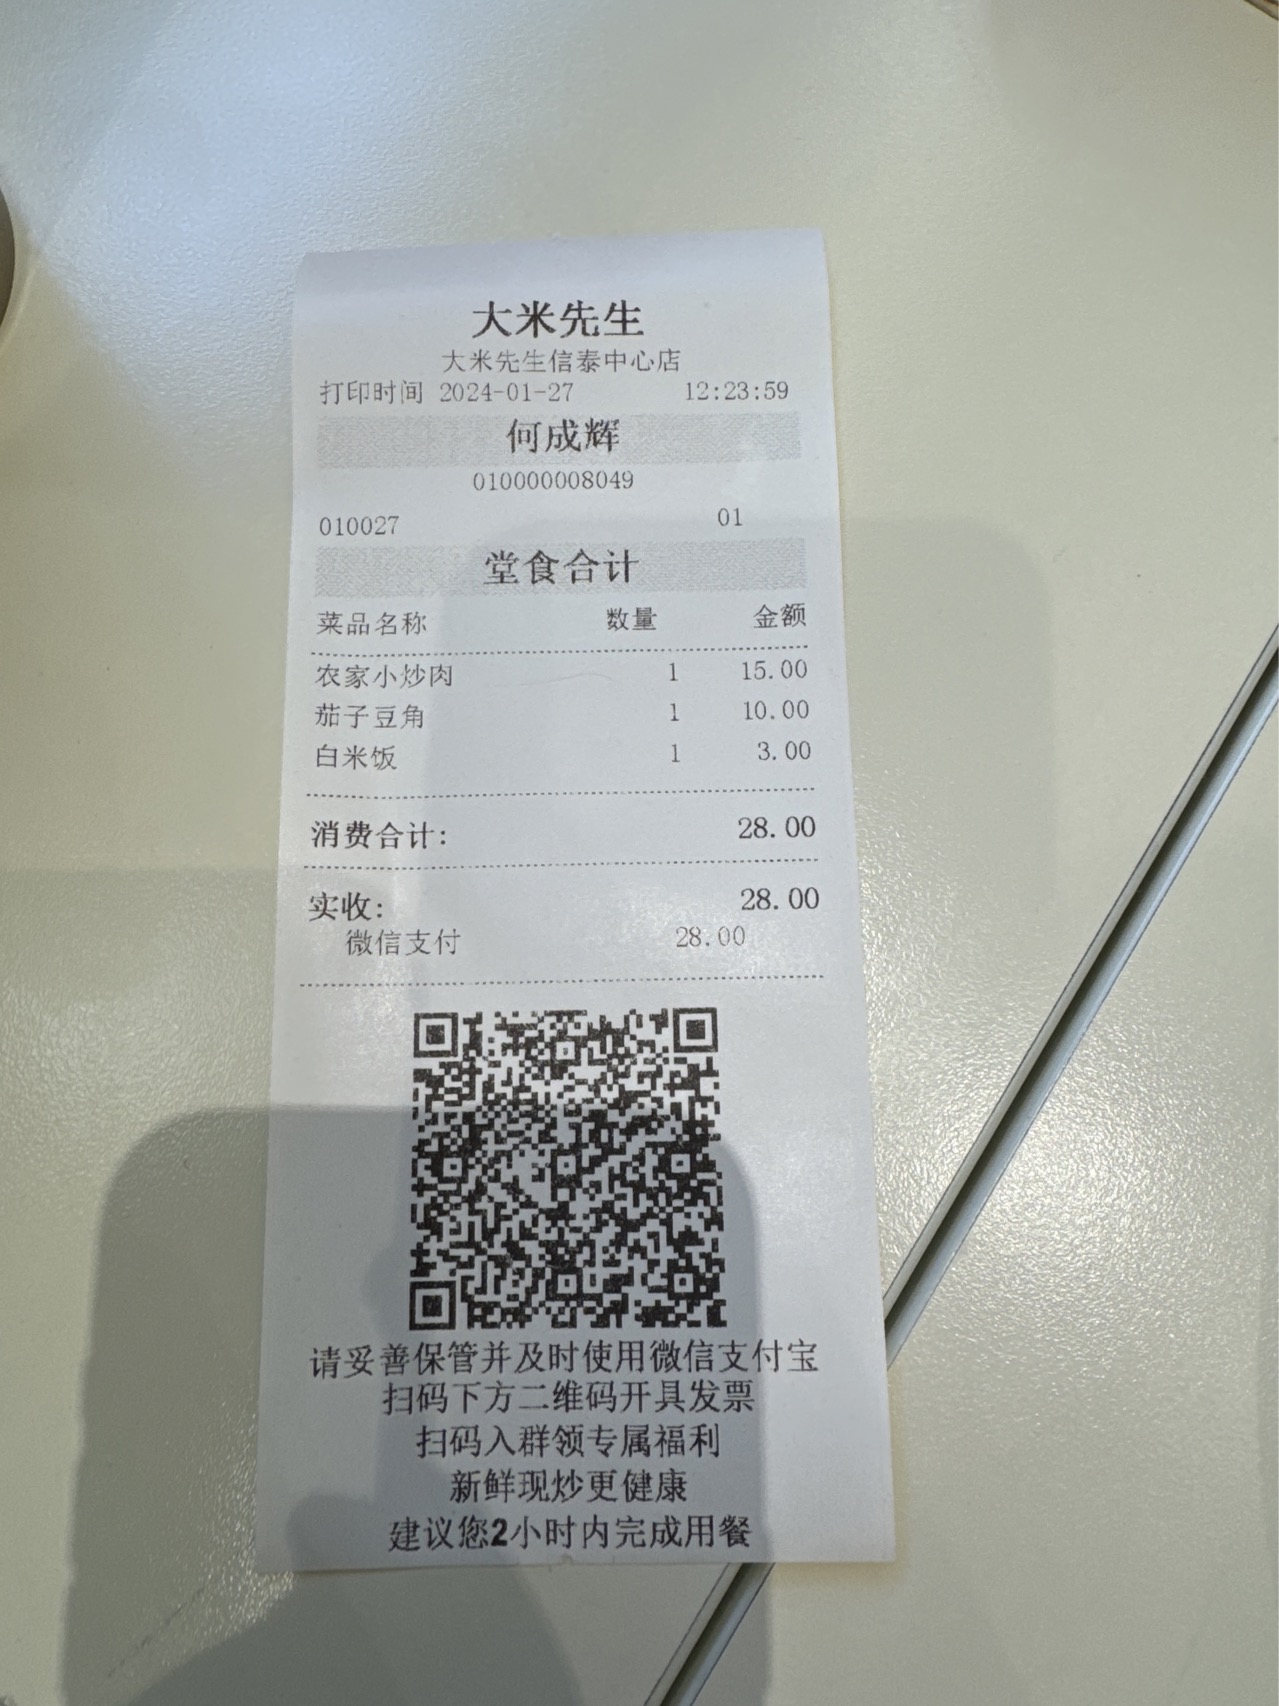 大米先生
大米先生信泰中心店
打印时间 2024-01-27 12:23:59
何成辉
010000008049
010027 01
堂食合计
菜品名称 数量 金额
农家小炒肉 1 15.00
茄子豆角 1 10.00
白米饭 1 3.00
消费合计: 28.00
实收: 28.00
微信支付 28.00
请妥善保管并及时使用微信支付宝
扫码下方二维码开具发票
扫码入群领专属福利
新鲜现炒更健康
建议您2小时内完成用餐